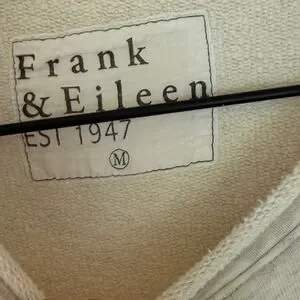 Frank
& Eileen
EST 1947
M